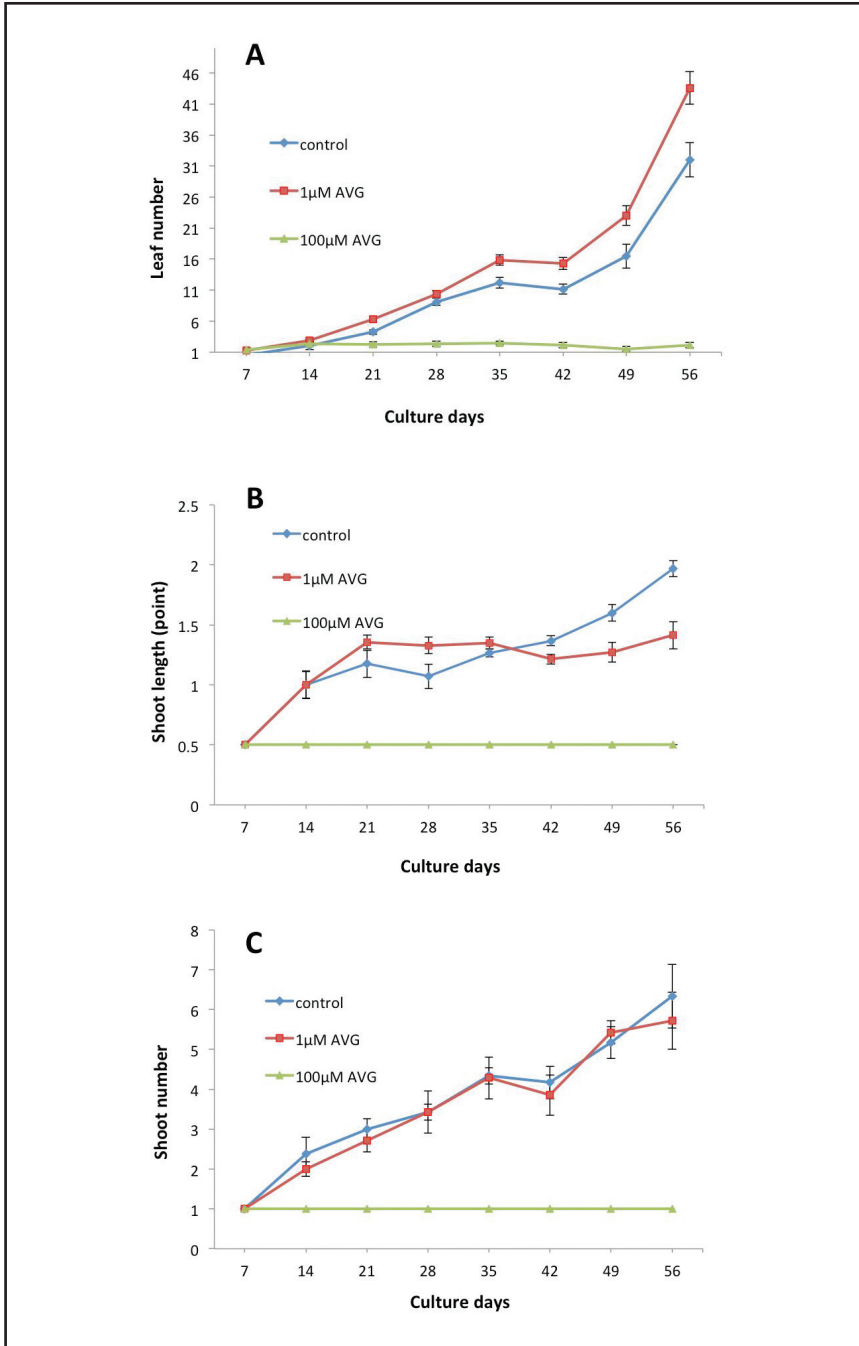 A
46
41
36
31
26
21
16
11
6
1
Leaf number
control
1μM AVG
100μM AVG
7 14 21 28 35 42 49 56
Culture days
B
2.5
2
1.5
1
0.5
0
Shoot length (point)
control
1μM AVG
100μM AVG
7 14 21 28 35 42 49 56
Culture days
C
8
7
6
5
4
3
2
1
0
Shoot number
control
1μM AVG
100μM AVG
7 14 21 28 35 42 49 56
Culture days